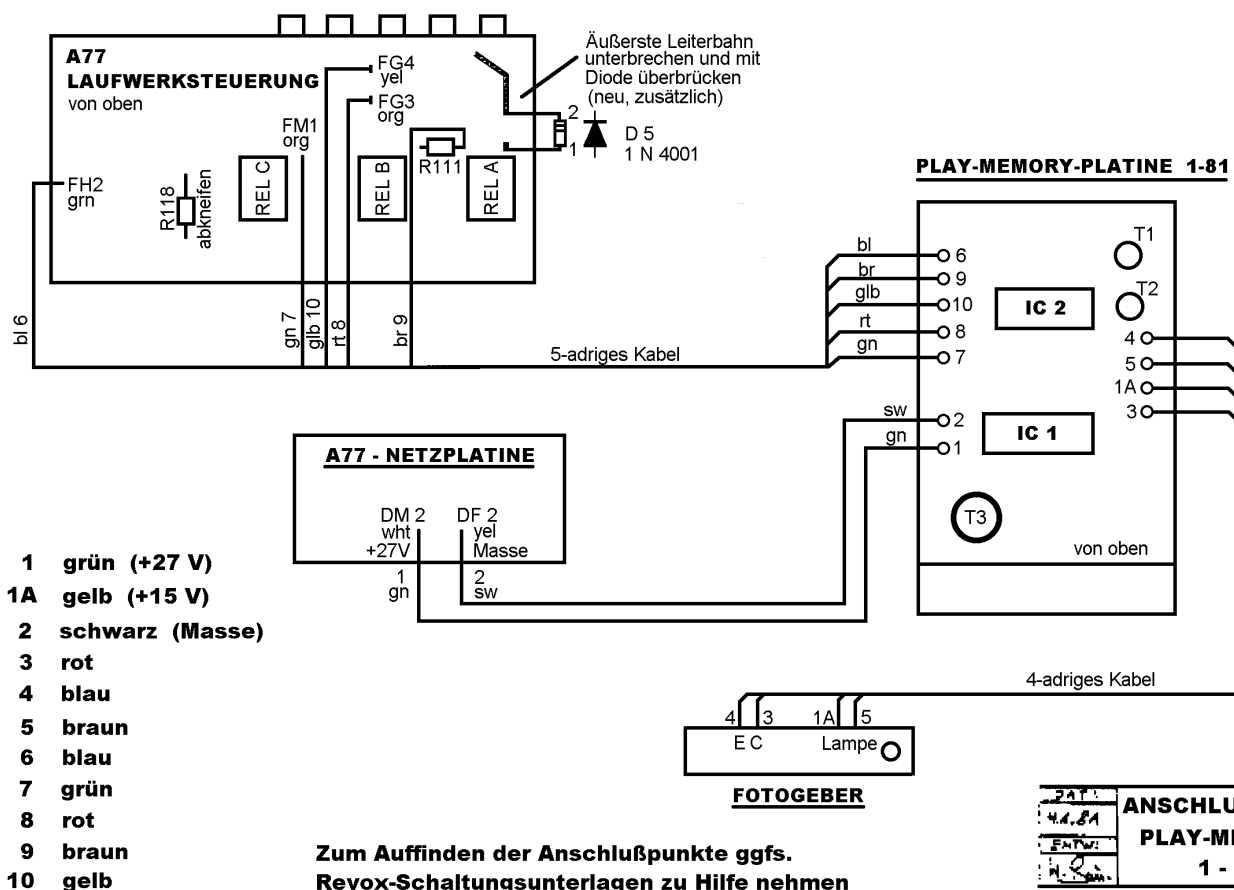 A77
LAUFWERKSTEUERUNG
von oben
FG4
yel
FG3
org
FM1
org
FH2
grn
R118
abkneifen
REL C
REL B
R111
REL A
Äußerste Leiterbahn
unterbrechen und mit
Diode überbrücken
(neu, zusätzlich)
2
1
D 5
1 N 4001
bl 6
gn 7
glb 10
rt 8
br 9
5-adriges Kabel
PLAY-MEMORY-PLATINE 1-81
bl
br
glb
rt
gn
6
9
10
8
7
sw
gn
2
1
IC 2
IC 1
T1
T2
T3
4
5
1A
3
von oben
A77 - NETZPLATINE
DM 2
wht
+27V
DF 2
yel
Masse
1
gn
2
sw
1 grün (+27 V)
1A gelb (+15 V)
2 schwarz (Masse)
3 rot
4 blau
5 braun
6 blau
7 grün
8 rot
9 braun
10 gelb
4-adriges Kabel
4 3 1A 5
E C Lampe
FOTOGEBER
Zum Auffinden der Anschlußpunkte ggfs.
Revox-Schaltungsunterlagen zu Hilfe nehmen
DAT.
4.1.81
ENTW:
ANSCHLU
PLAY-M
1 -